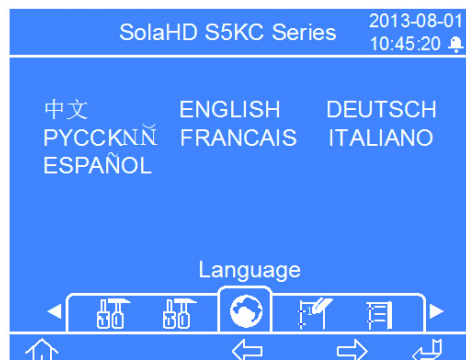 SolaHD S5KC Series
2013-08-01
10:45:20
中文 ENGLISH DEUTSCH
PYCCKNŇ FRANCAIS ITALIANO
ESPAÑOL
Language